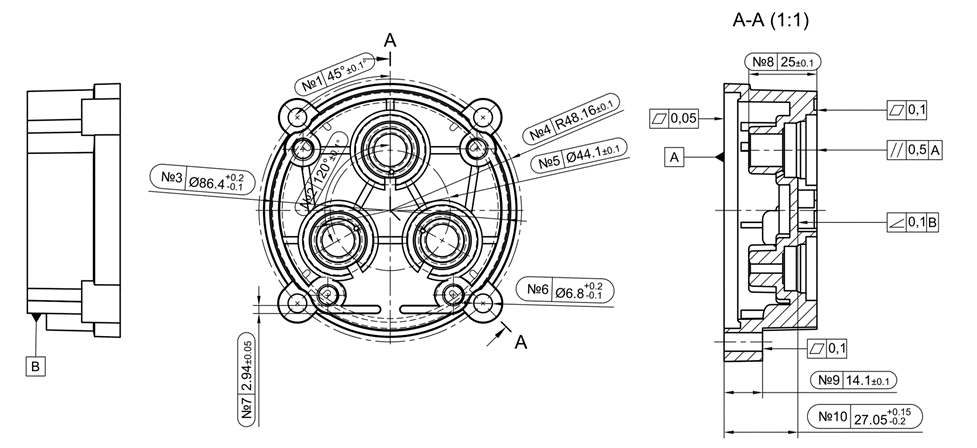 A-A (1:1)
A
№1 45°±0.1°
№8 25±0.1
№4 R48.16±0.1
0,05
0,1
№2 120°±0.1°
№5 Ø44.1±0.1
A
// 0,5 A
№3 Ø86.4 +0.2 -0.1
0,1 B
№6 Ø6.8 +0.2 -0.1
A
B
№7 2.94±0.05
0,1
№9 14.1±0.1
№10 27.05 +0.15 -0.2